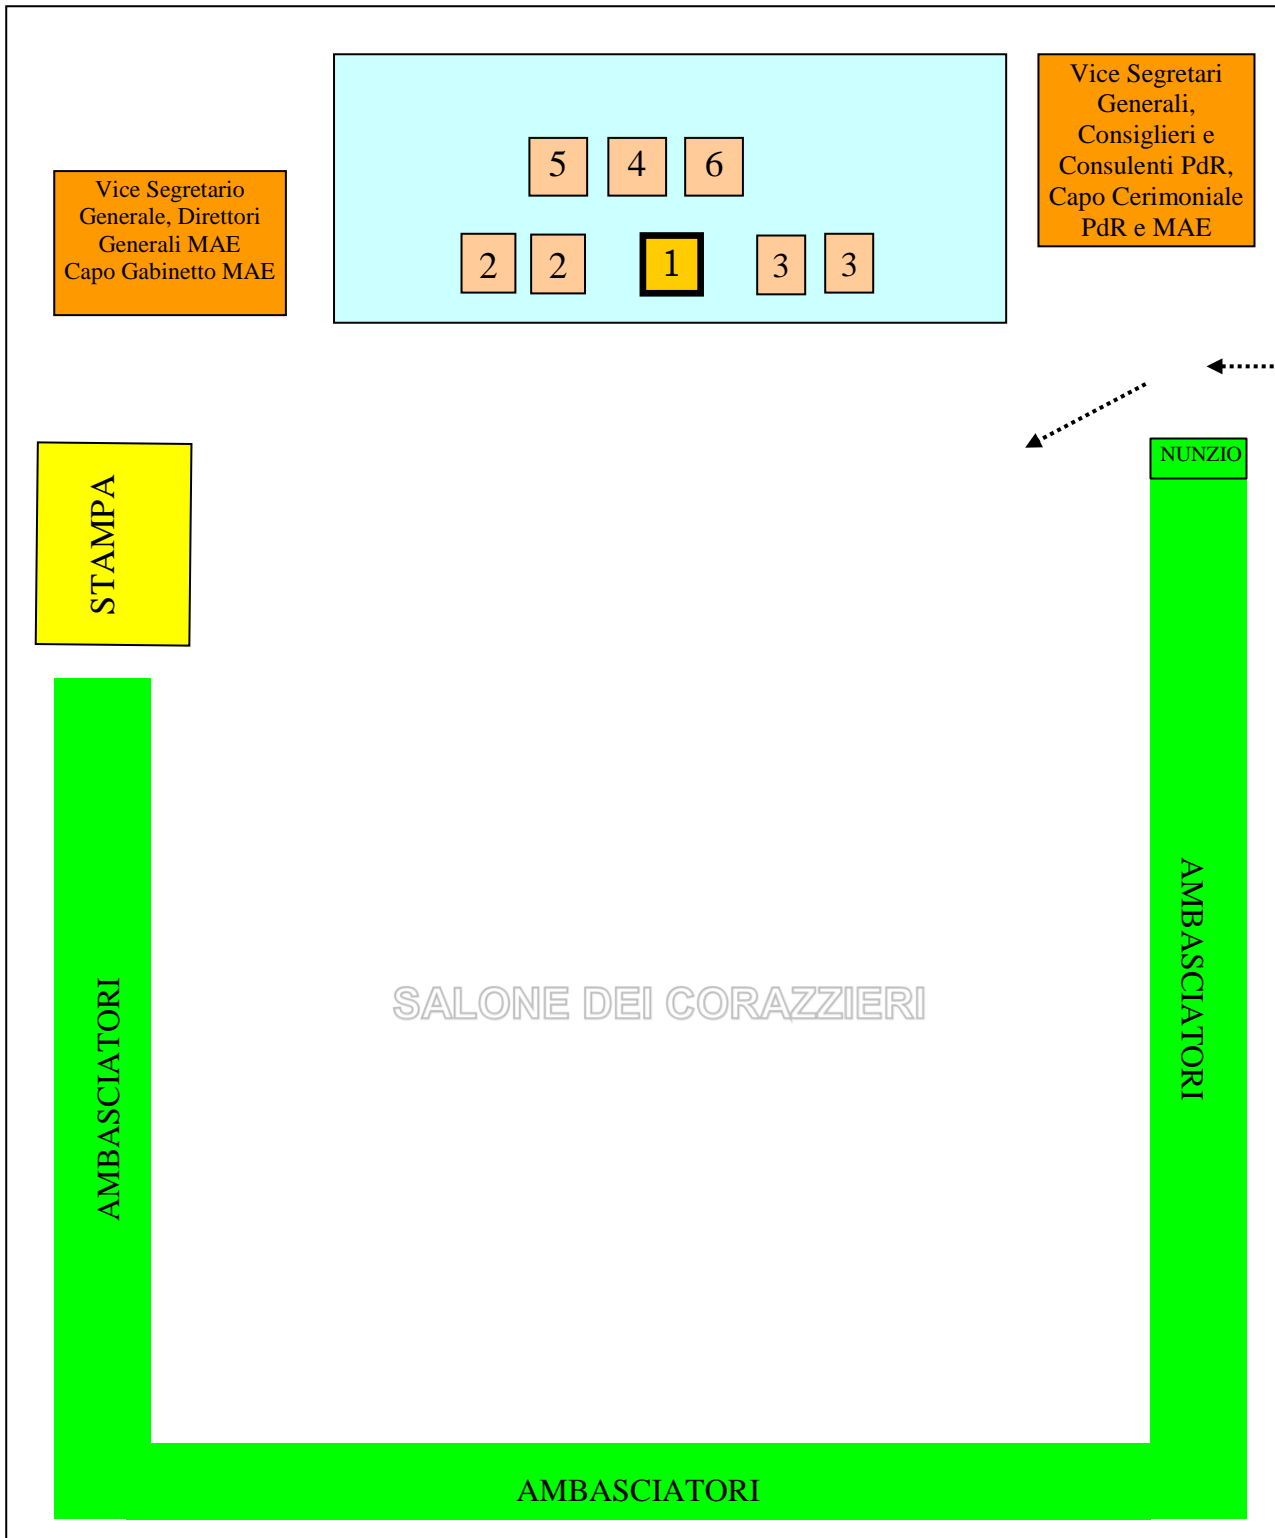 Vice Segretari
Generali,
Consiglieri e
Consulenti PdR,
Capo Cerimoniale
PdR e MAE
5 4 6
Vice Segretario
Generale, Direttori
Generali MAE
Capo Gabinetto MAE
2 2 1 3 3
NUNZIO
STAMPA
AMBASCIATORI
AMBASCIATORI
SALONE DEI CORAZZIERI
AMBASCIATORI